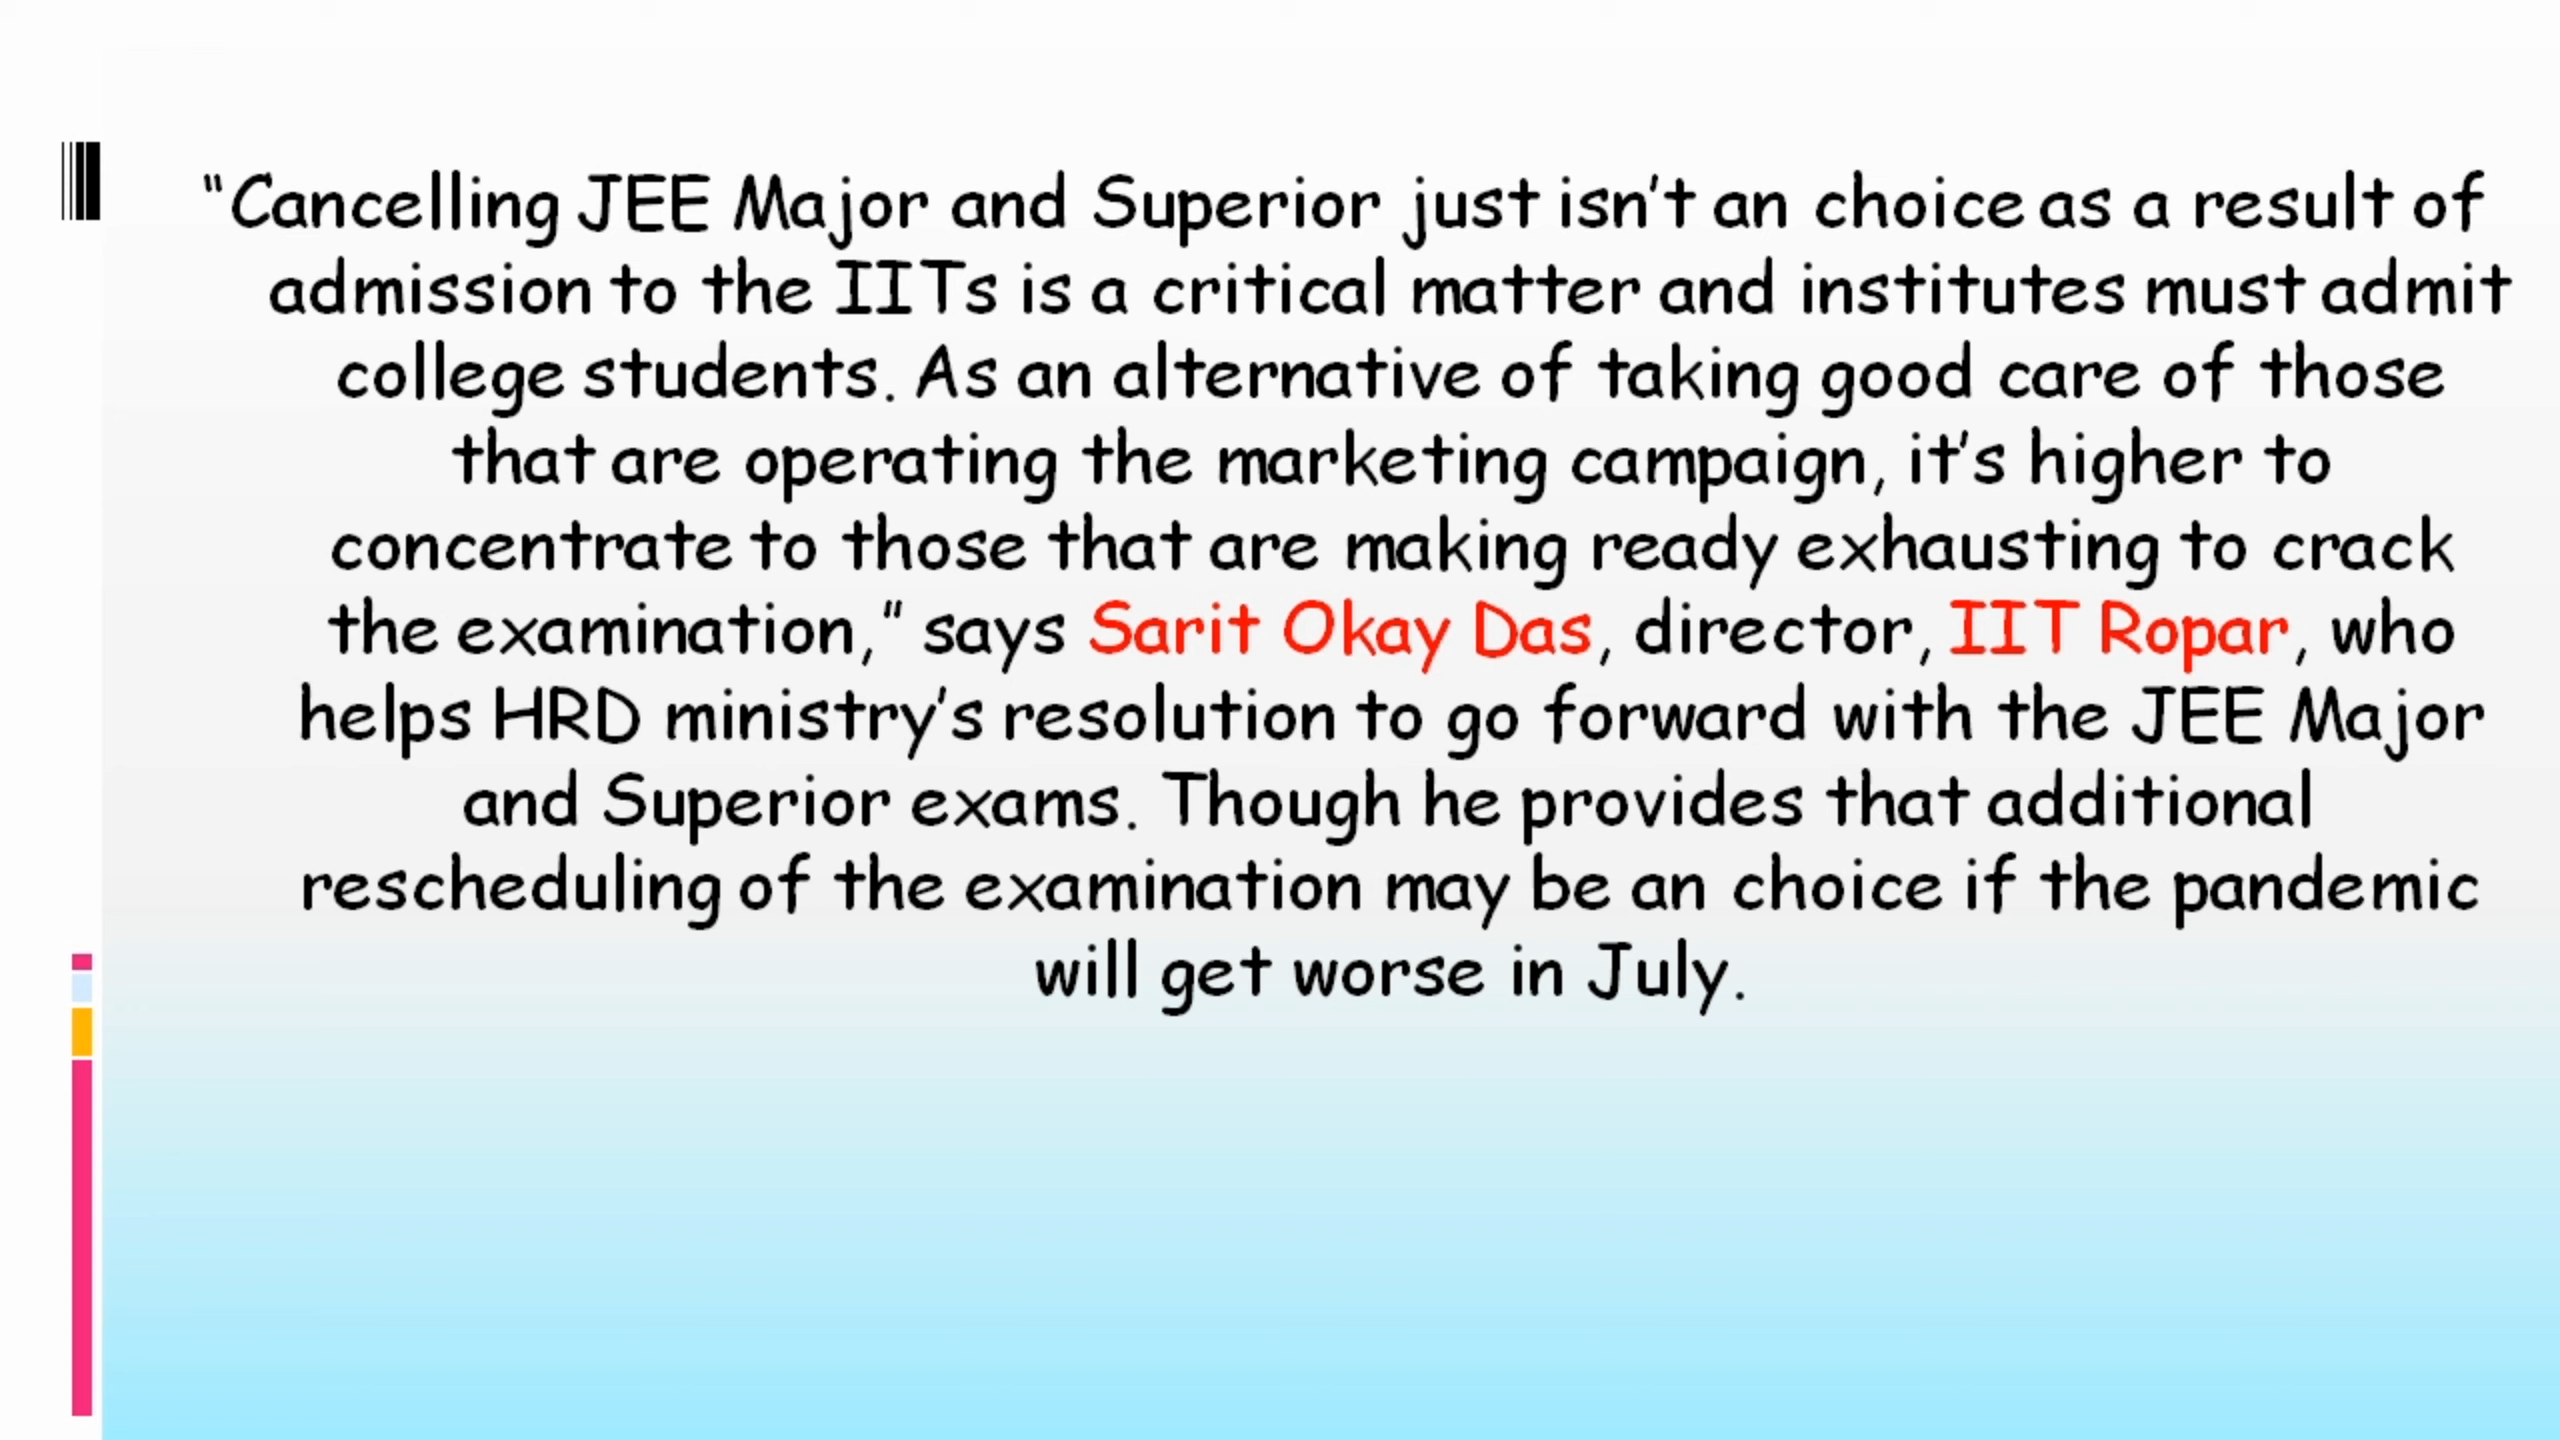 “Cancelling JEE Major and Superior just isn’t an choice as a result of
admission to the IITs is a critical matter and institutes must admit
college students. As an alternative of taking good care of those
that are operating the marketing campaign, it’s higher to
concentrate to those that are making ready exhausting to crack
the examination,” says Sarit Okay Das, director, IIT Ropar, who
helps HRD ministry’s resolution to go forward with the JEE Major
and Superior exams. Though he provides that additional
rescheduling of the examination may be an choice if the pandemic
will get worse in July.